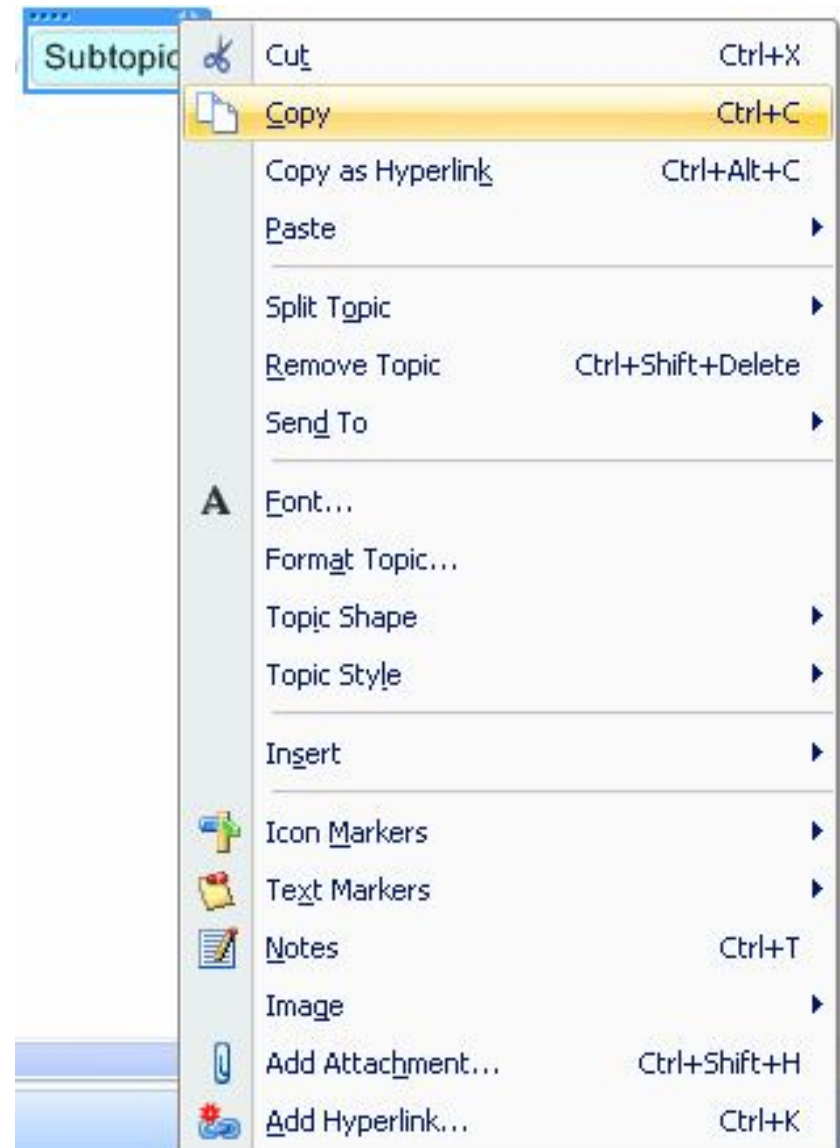 Subtopic
Cut Ctrl+X
Copy Ctrl+C
Copy as Hyperlink Ctrl+Alt+C
Paste
Split Topic
Remove Topic Ctrl+Shift+Delete
Send To
Font...
Format Topic...
Topic Shape
Topic Style
Insert
Icon Markers
Text Markers
Notes Ctrl+T
Image
Add Attachment... Ctrl+Shift+H
Add Hyperlink... Ctrl+K